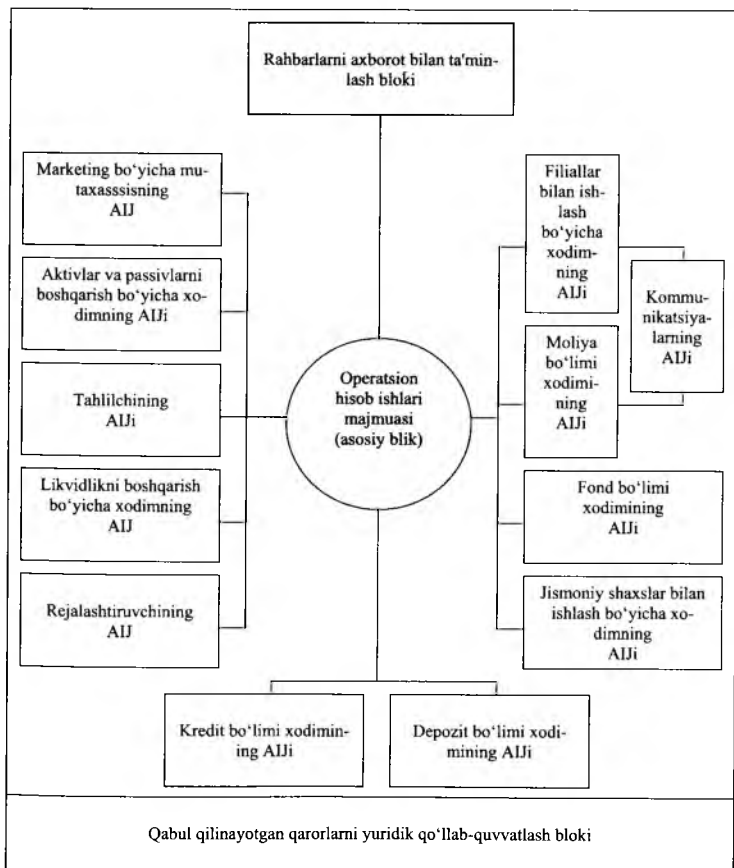 Rahbarlarni axborot bilan ta'min-
lash bloki
Marketing bo‘yicha mu-
taxasssisning
AIJ
Aktivlar va passivlarni
boshqarish bo‘yicha xo-
dimning AIJi
Tahlilchining
AIJi
Likvidlikni boshqarish
bo‘yicha xodimning
AIJ
Rejalashtiruvchining
AIJ
Operatsion
hisob ishlari
majmuasi
(asosiy blik)
Filiallar
bilan ish-
lash
bo‘yicha
xodim-
ning
AIJi
Kommu-
nikatsiya-
larning
AIJi
Moliya
bo‘limi
xodimi-
ning
AIJi
Fond bo‘limi
xodimining
AIJi
Jismoniy shaxslar bilan
ishlash bo‘yicha xo-
dimning
AIJi
Kredit bo‘limi xodimin-
ing AIJi
Depozit bo‘limi xodi-
mining AIJi
Qabul qilinayotgan qarorlarni yuridik qo‘llab-quvvatlash bloki